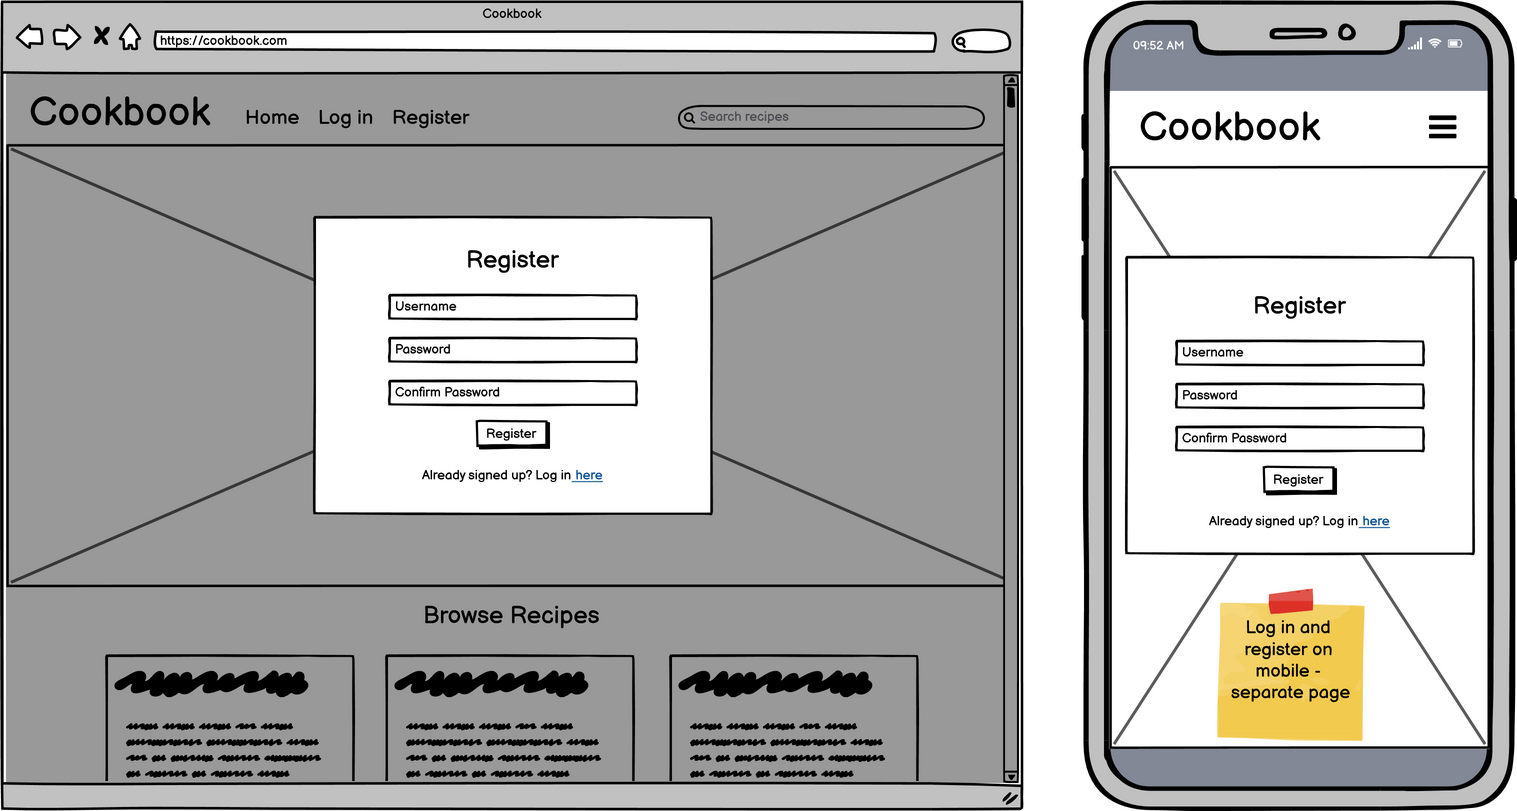 Cookbook
https://cookbook.com
Cookbook
Home Log in Register
Search recipes
Register
Username
Password
Confirm Password
Register
Already signed up? Log in here
Browse Recipes
09:52 AM
Cookbook
Register
Username
Password
Confirm Password
Register
Already signed up? Log in here
Log in and
register on
mobile -
separate page